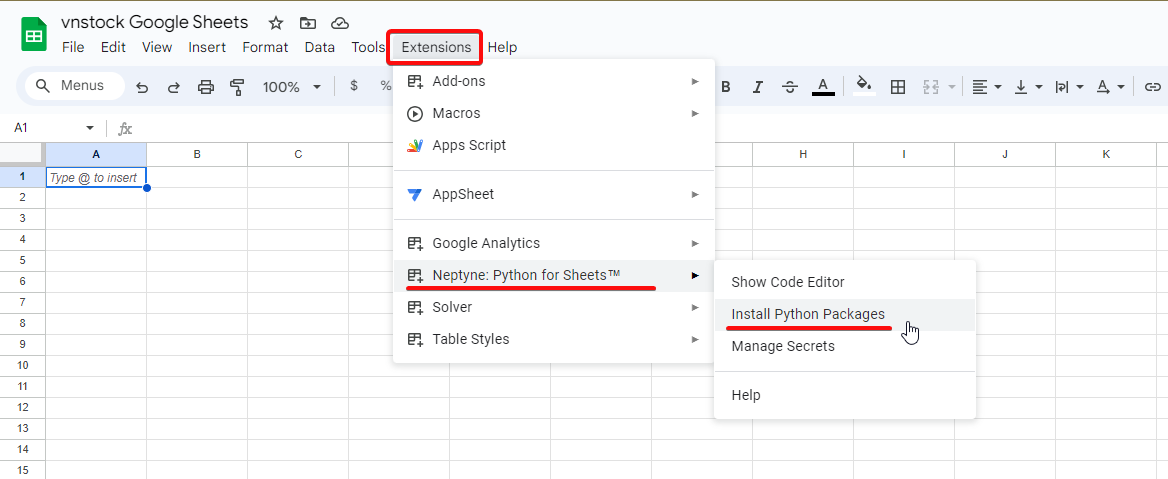 vnstock Google Sheets
File Edit View Insert Format Data Tools Extensions Help
Menus 100% $ % B I A
A1 fx
A B C H I J K
1 Type @ to insert
2
3
4
5
6
7
8
9
10
11
12
13
14
15
Add-ons
Macros
Apps Script
AppSheet
Google Analytics
Neptyne: Python for Sheets™
Solver
Table Styles
Show Code Editor
Install Python Packages
Manage Secrets
Help